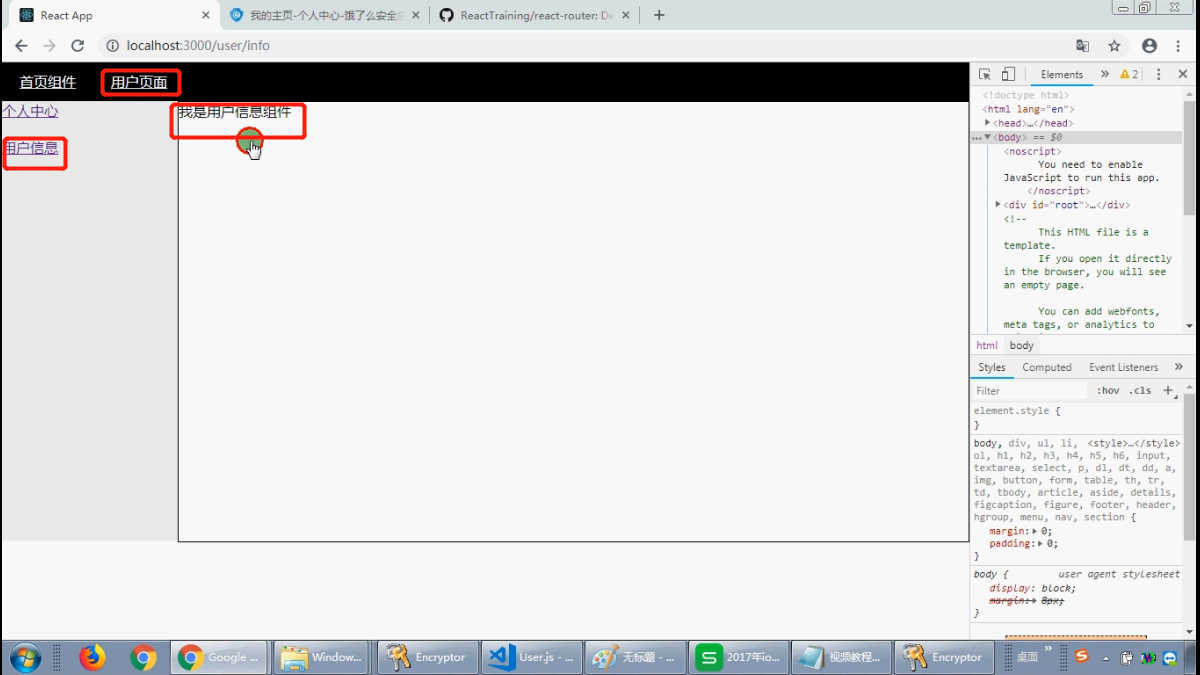 React App
我的主页-个人中心-饿了么安全应
ReactTraining/react-router: De
localhost:3000/user/info
首页组件
用户页面
个人中心
用户信息
我是用户信息组件
Elements
2
<!doctype html>
<html lang="en">
<head>…</head>
<body> == $0
<noscript>
You need to enable
JavaScript to run this app.
</noscript>
<div id="root">…</div>
<!--
This HTML file is a
template.
If you open it directly
in the browser, you will see
an empty page.
You can add webfonts,
meta tags, or analytics to
html body
Styles Computed Event Listeners
Filter :hov .cls
element.style {
}
body, div, ul, li, <style>…</style>
ol, h1, h2, h3, h4, h5, h6, input,
textarea, select, p, dl, dt, dd, a,
img, button, form, table, th, tr,
td, tbody, article, aside, details,
figcaption, figure, footer, header,
hgroup, menu, nav, section {
margin: 0;
padding: 0;
}
body { user agent stylesheet
display: block;
margin: 8px;
}
Google ...
Window...
Encryptor
User.js - ...
无标题 - ...
2017年io...
视频教程...
Encryptor
桌面